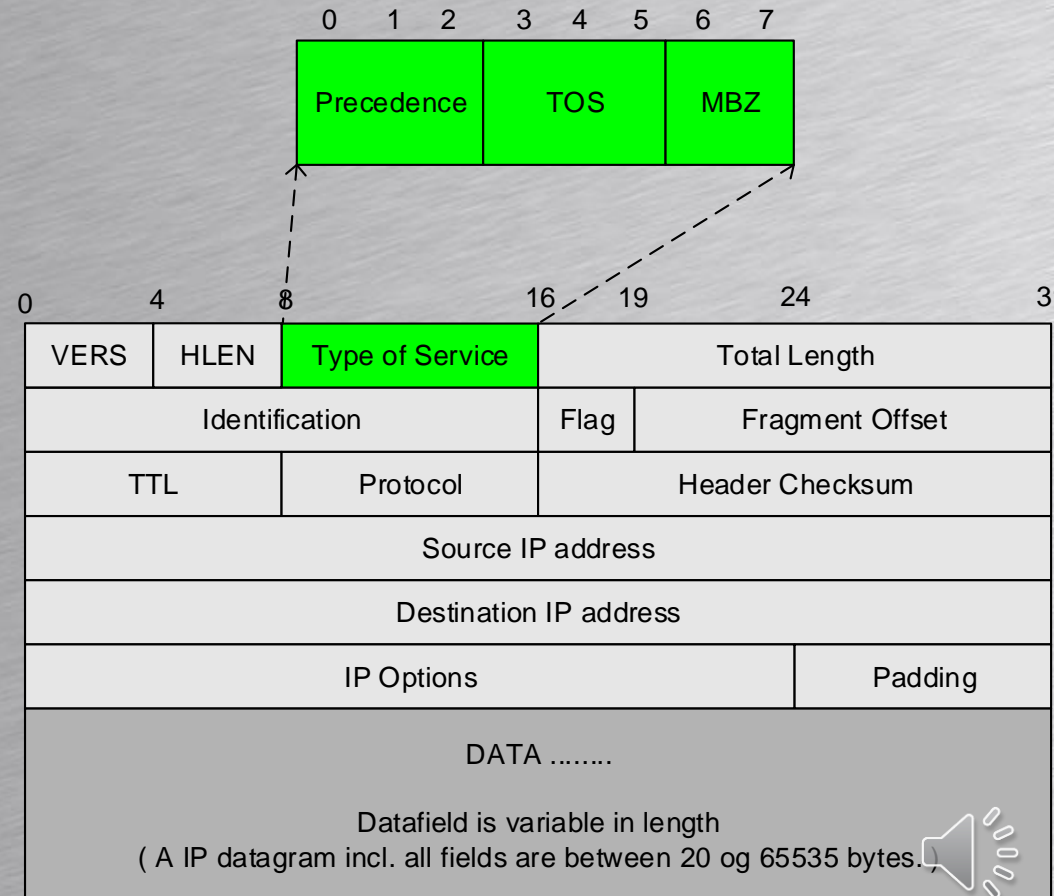 0 1 2 3 4 5 6 7
Precedence TOS MBZ
0 4 8 16 19 24 3
VERS HLEN Type of Service Total Length
Identification Flag Fragment Offset
TTL Protocol Header Checksum
Source IP address
Destination IP address
IP Options Padding
DATA ........
Datafield is variable in length
( A IP datagram incl. all fields are between 20 og 65535 bytes. )